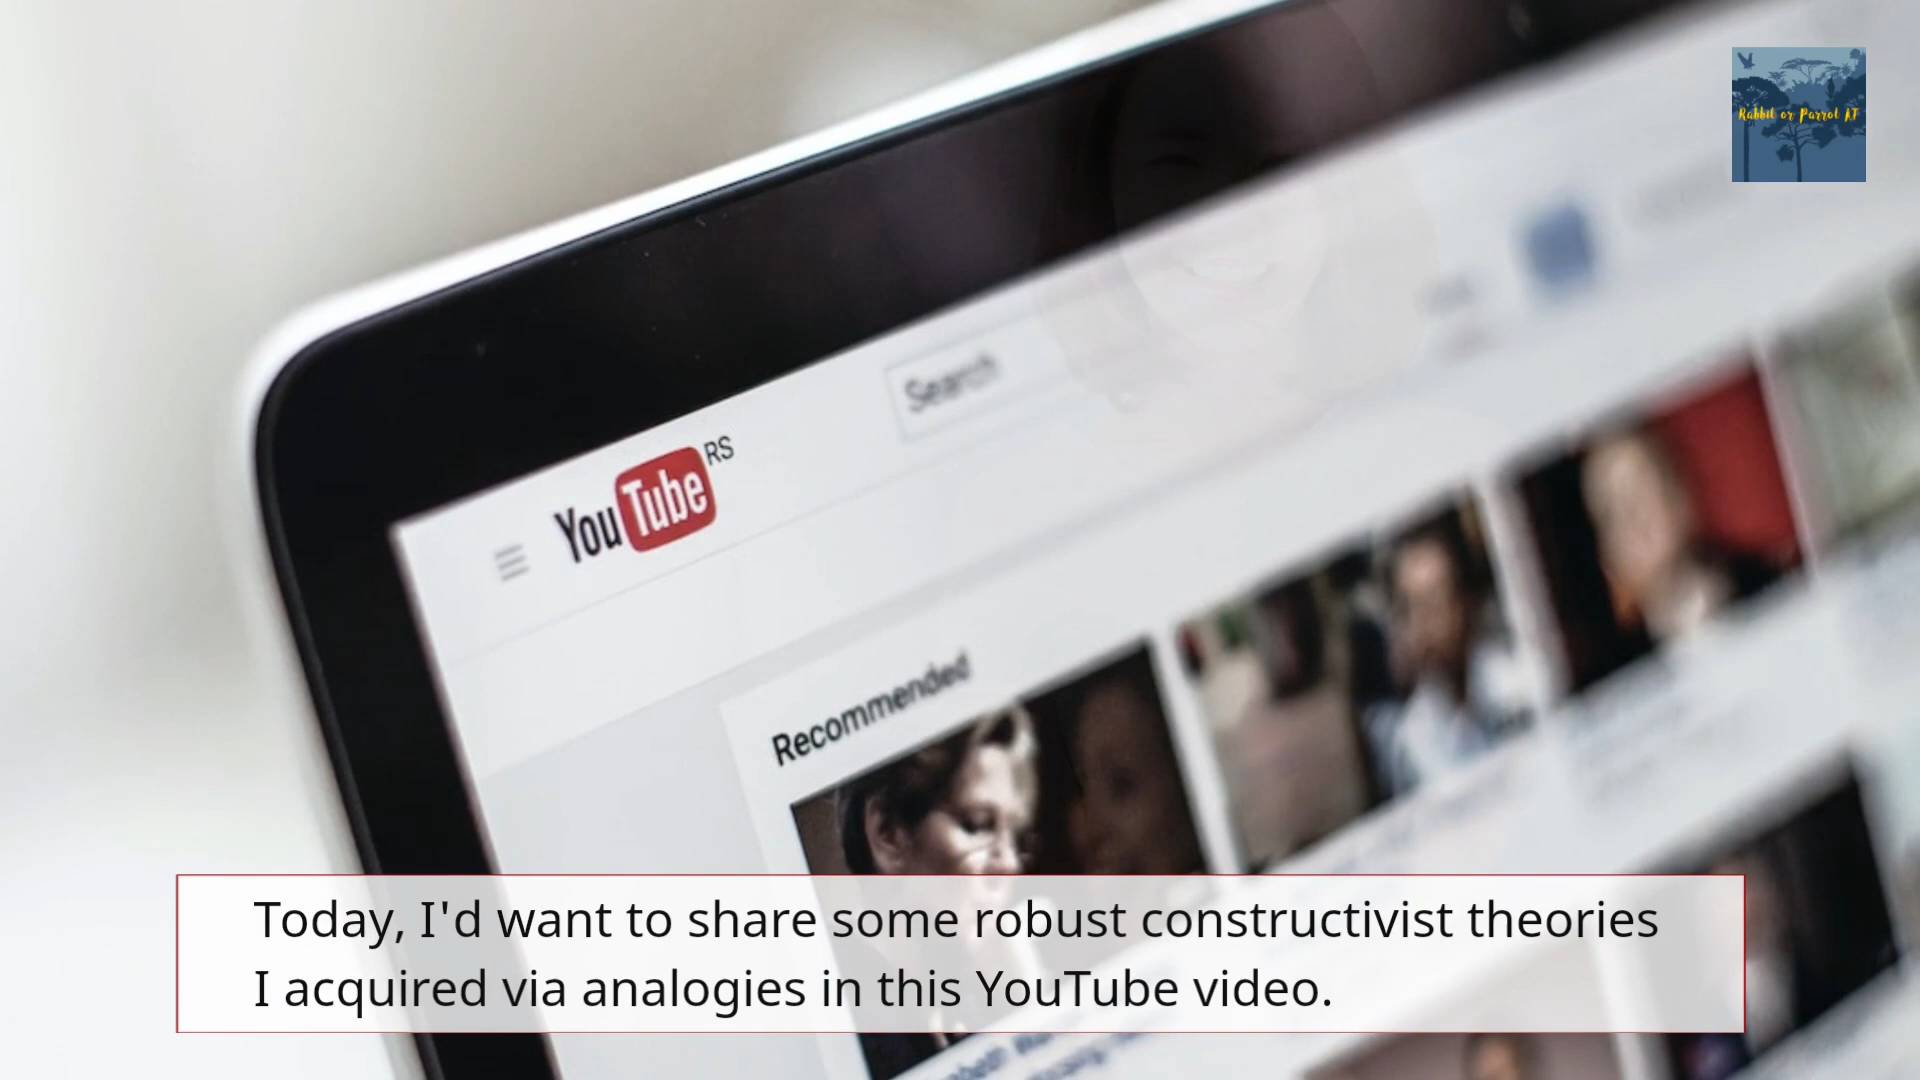 Rabbit or Parrot AF
YouTube RS
Search
Recommended
Today, I'd want to share some robust constructivist theories
I acquired via analogies in this YouTube video.